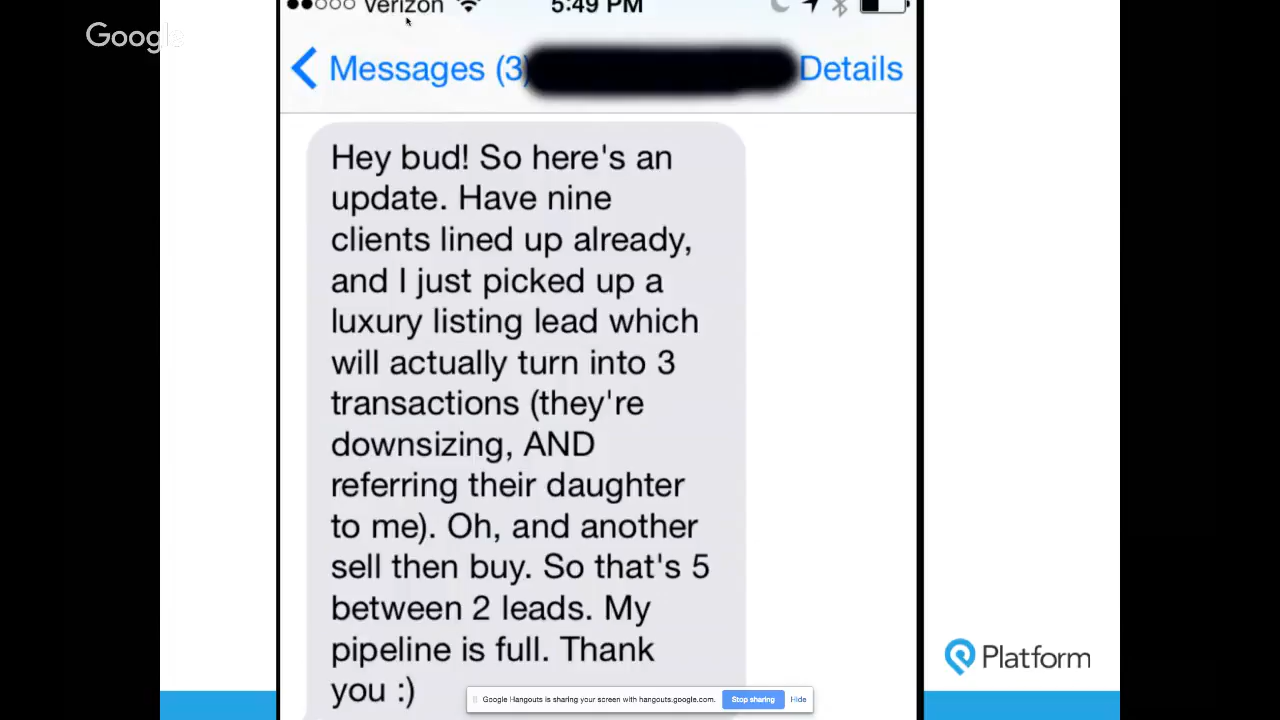 Google
Verizon 5:49 PM
Messages (3) Details
Hey bud! So here's an
update. Have nine
clients lined up already,
and I just picked up a
luxury listing lead which
will actually turn into 3
transactions (they're
downsizing, AND
referring their daughter
to me). Oh, and another
sell then buy. So that's 5
between 2 leads. My
pipeline is full. Thank
you :)
Platform
Google Hangouts is sharing your screen with hangouts.google.com. Stop sharing Hide